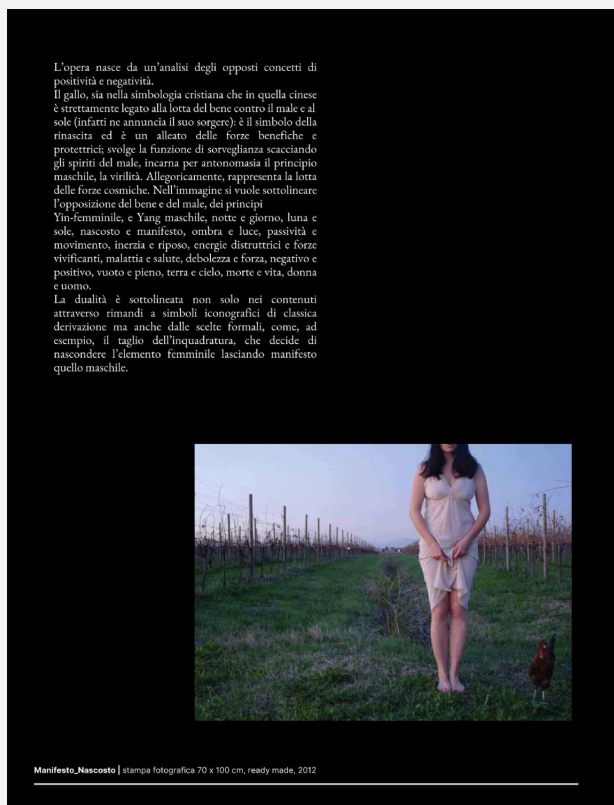 L’opera nasce da un’analisi degli opposti concetti di
positività e negatività.
Il gallo, sia nella simbologia cristiana che in quella cinese
è strettamente legato alla lotta del bene contro il male e al
sole (infatti ne annuncia il suo sorgere): è il simbolo della
rinascita ed è un alleato delle forze benefiche e
protettrici; svolge la funzione di sorveglianza scacciando
gli spiriti del male, incarna per antonomasia il principio
maschile, la virilità. Allegoricamente, rappresenta la lotta
delle forze cosmiche. Nell’immagine si vuole sottolineare
l’opposizione del bene e del male, dei principi
Yin-femminile, e Yang maschile, notte e giorno, luna e
sole, nascosto e manifesto, ombra e luce, passività e
movimento, inerzia e riposo, energie distruttrici e forze
vivificanti, malattia e salute, debolezza e forza, negativo e
positivo, vuoto e pieno, terra e cielo, morte e vita, donna
e uomo.
La dualità è sottolineata non solo nei contenuti
attraverso rimandi a simboli iconografici di classica
derivazione ma anche dalle scelte formali, come, ad
esempio, il taglio dell’inquadratura, che decide di
nascondere l’elemento femminile lasciando manifesto
quello maschile.
Manifesto_Nascosto | stampa fotografica 70 x 100 cm, ready made, 2012